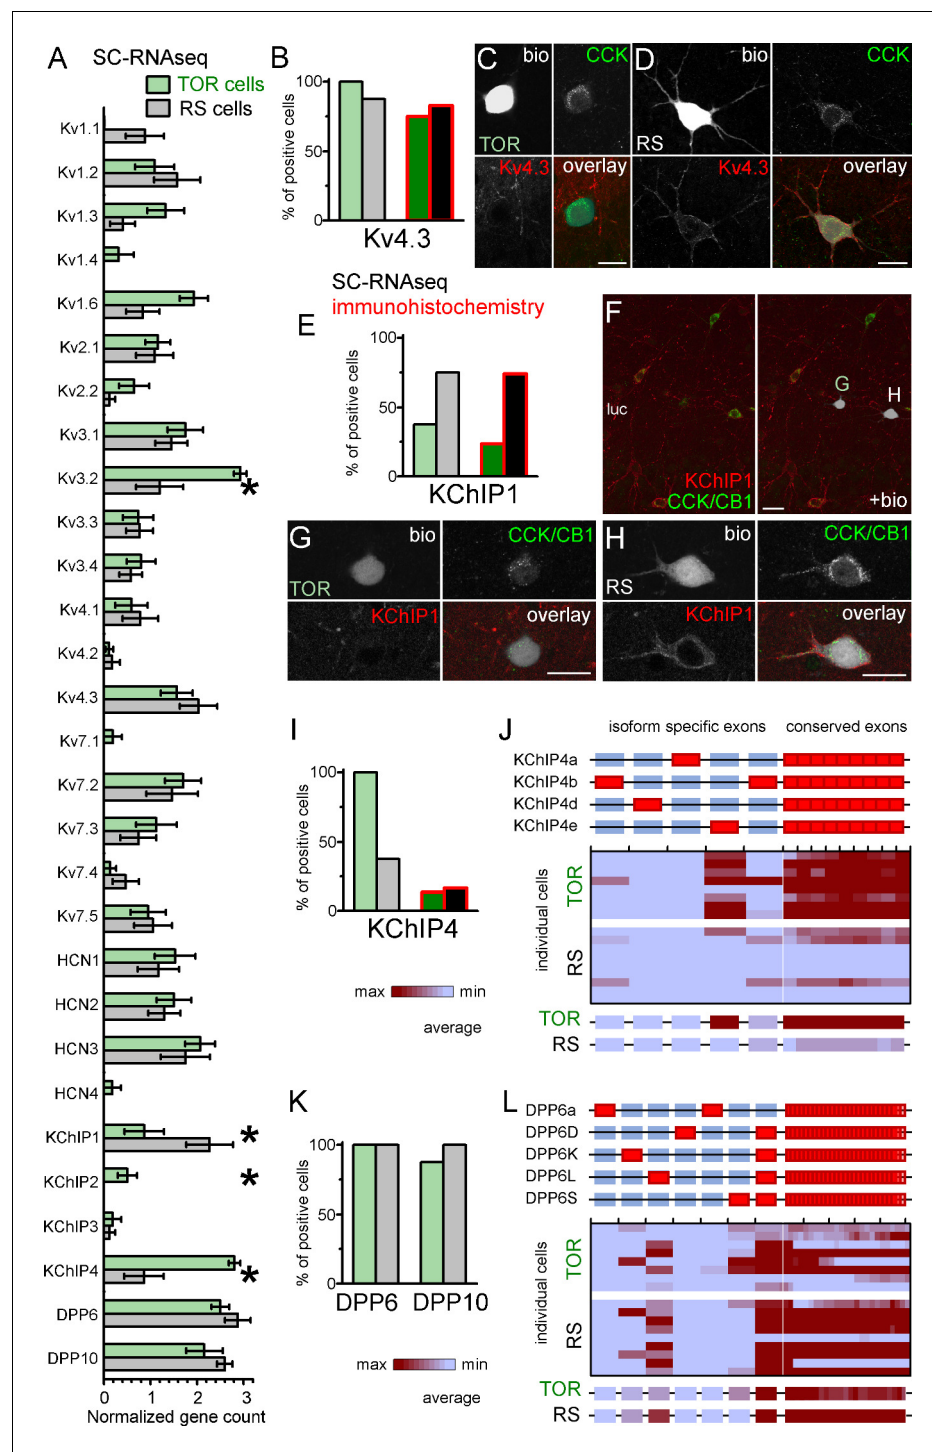 A
SC-RNAseq
TOR cells
RS cells
Kv1.1
Kv1.2
Kv1.3
Kv1.4
Kv1.6
Kv2.1
Kv2.2
Kv3.1
Kv3.2
*
Kv3.3
Kv3.4
Kv4.1
Kv4.2
Kv4.3
Kv7.1
Kv7.2
Kv7.3
Kv7.4
Kv7.5
HCN1
HCN2
HCN3
HCN4
KChIP1
*
KChIP2
*
KChIP3
KChIP4
*
DPP6
DPP10
0 1 2 3
Normalized gene count
B
% of positive cells
100
50
0
Kv4.3
C
bio
CCK
TOR
Kv4.3
overlay
D
bio
CCK
RS
Kv4.3
overlay
SC-RNAseq
immunohistochemistry
E
% of positive cells
100
50
0
KChIP1
F
luc
G
H
KChIP1
CCK/CB1
+bio
G
bio
CCK/CB1
TOR
KChIP1
overlay
H
bio
CCK/CB1
RS
KChIP1
overlay
I
% of positive cells
100
50
0
KChIP4
max min
average
J
isoform specific exons
conserved exons
KChIP4a
KChIP4b
KChIP4d
KChIP4e
individual cells
TOR
RS
TOR
RS
K
% of positive cells
100
50
0
DPP6 DPP10
max min
average
L
DPP6a
DPP6D
DPP6K
DPP6L
DPP6S
individual cells
TOR
RS
TOR
RS